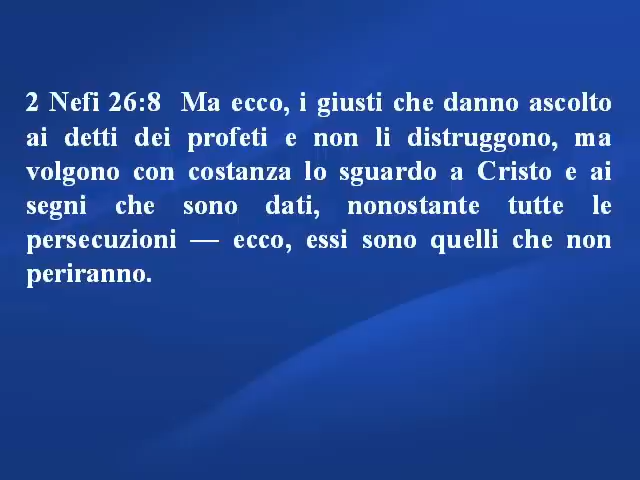 2 Nefi 26:8 Ma ecco, i giusti che danno ascolto
ai detti dei profeti e non li distruggono, ma
volgono con costanza lo sguardo a Cristo e ai
segni che sono dati, nonostante tutte le
persecuzioni — ecco, essi sono quelli che non
periranno.